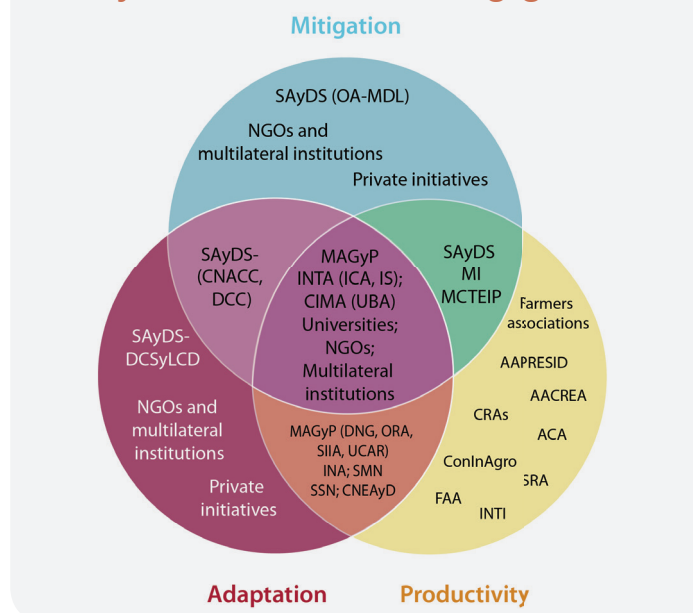 Mitigation
SAyDS (OA-MDL)
NGOs and
multilateral institutions
Private initiatives
SAyDS-
(CNACC,
DCC)
MAGyP
INTA (ICA, IS);
CIMA (UBA)
Universities;
NGOs;
Multilateral
institutions
SAyDS
MI
MCTEIP
Farmers
associations
AAPRESID
AACREA
CRAs
ACA
ConInAgro
SRA
FAA
INTI
SAyDS-
DCSyLCD
NGOs and
multilateral
institutions
Private
initiatives
MAGyP (DNG, ORA,
SIIA, UCAR)
INA; SMN
SSN; CNEAyD
Adaptation
Productivity